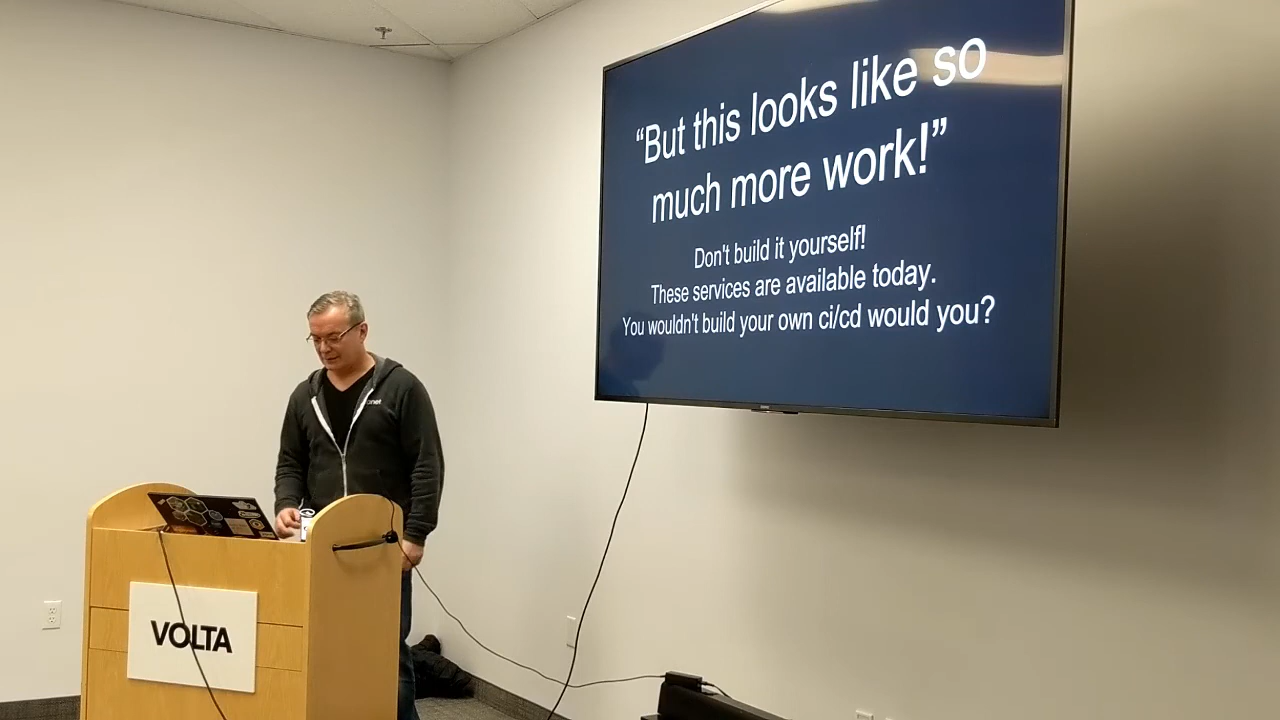 “But this looks like so
much more work!”
Don't build it yourself!
These services are available today.
You wouldn't build your own ci/cd would you?
VOLTA